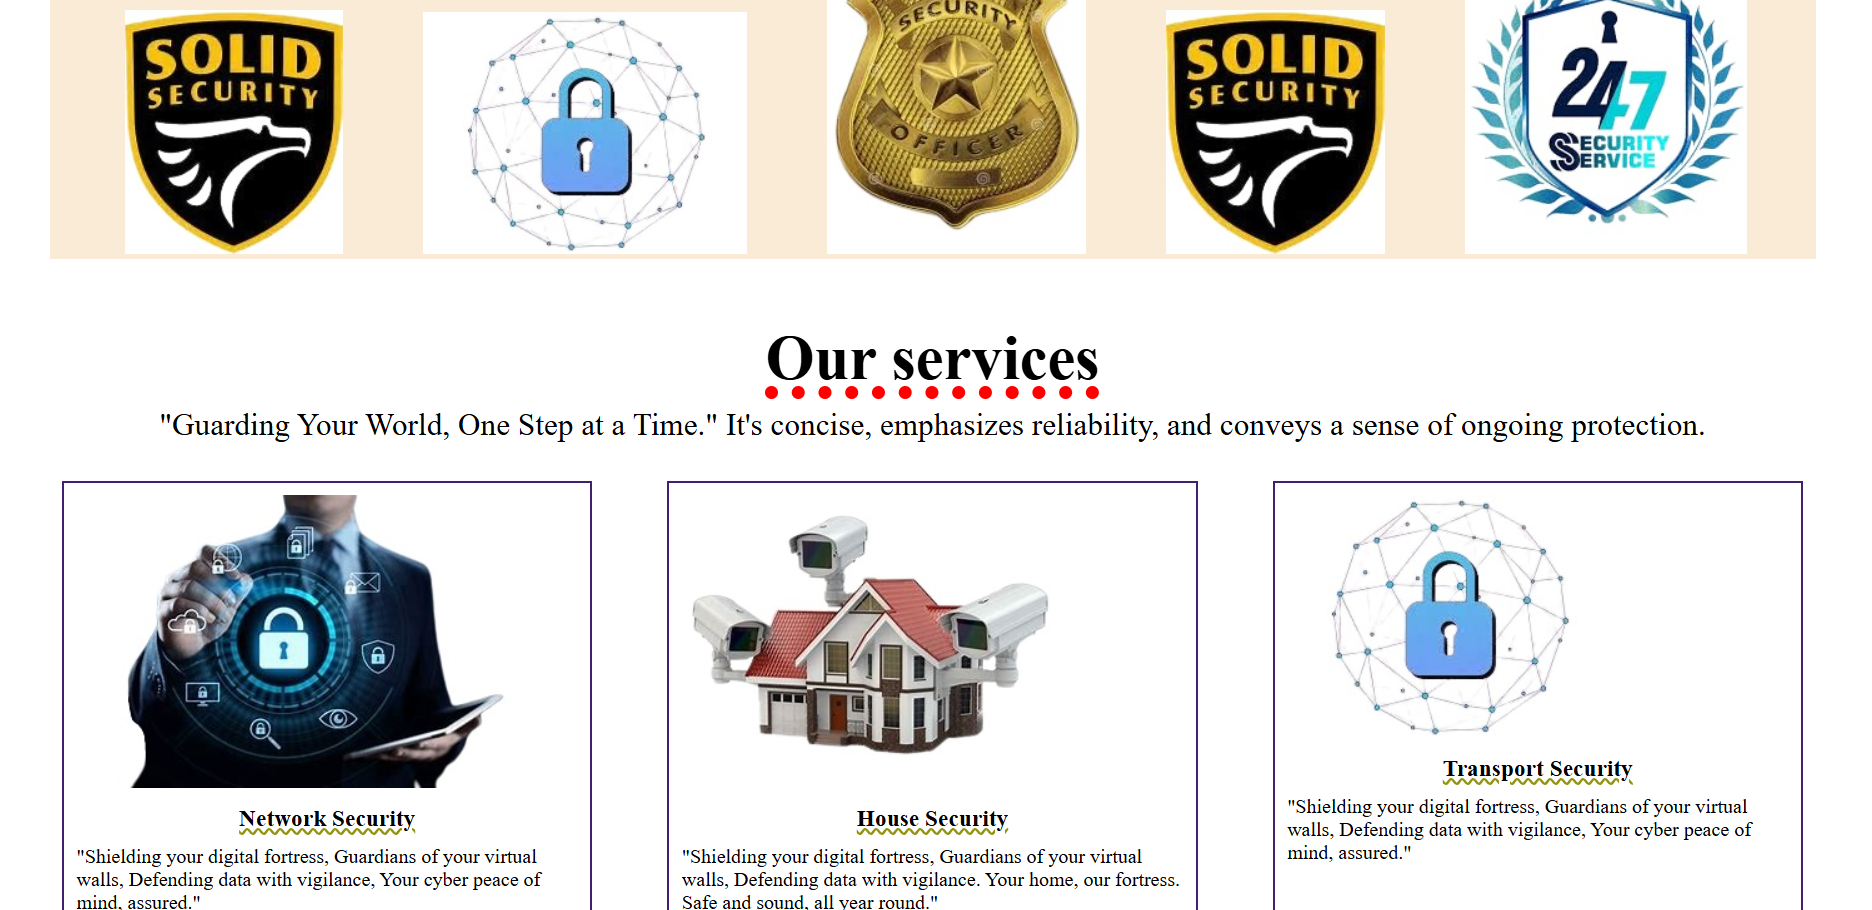 SOLID
SECURITY
SECURITY
OFFICER
SOLID
SECURITY
24/7
SECURITY
SERVICE
Our services
"Guarding Your World, One Step at a Time." It's concise, emphasizes reliability, and conveys a sense of ongoing protection.
Network Security
"Shielding your digital fortress, Guardians of your virtual
walls, Defending data with vigilance, Your cyber peace of
mind, assured."
House Security
"Shielding your digital fortress, Guardians of your virtual
walls, Defending data with vigilance. Your home, our fortress.
Safe and sound, all year round."
Transport Security
"Shielding your digital fortress, Guardians of your virtual
walls, Defending data with vigilance, Your cyber peace of
mind, assured."